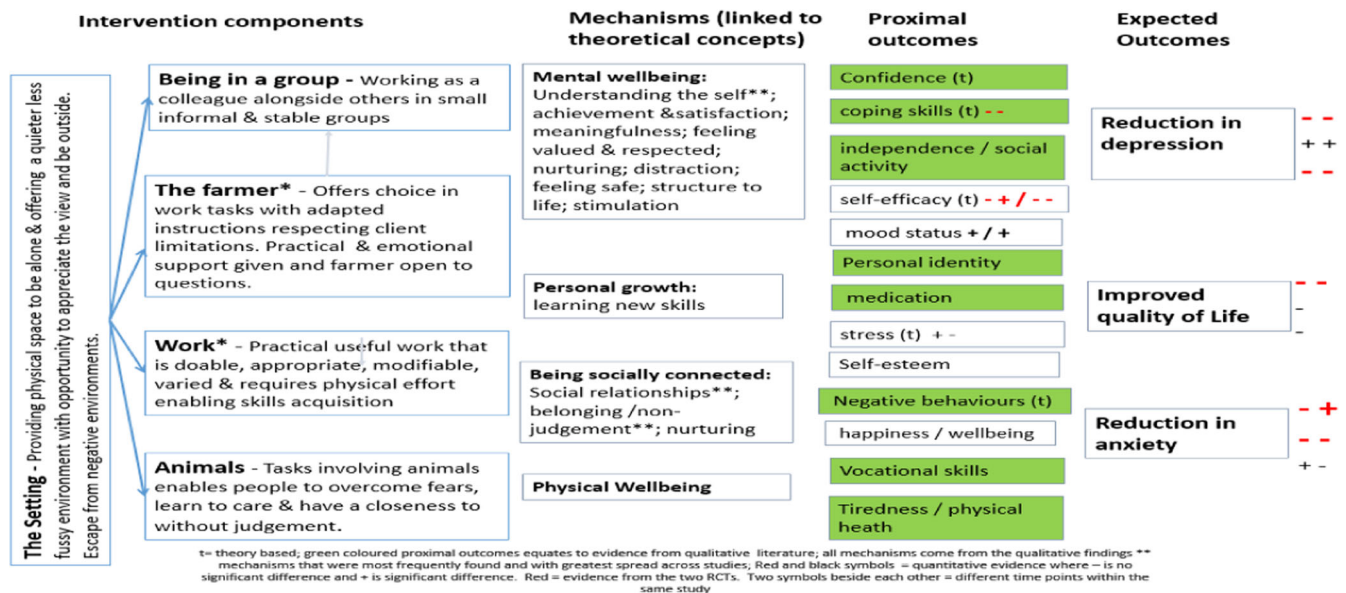 Intervention components
Mechanisms (linked to
theoretical concepts)
Proximal
outcomes
Expected
Outcomes
The Setting - Providing physical space to be alone & offering a quieter less
fussy environment with opportunity to appreciate the view and be outside.
Escape from negative environments.
Being in a group - Working as a
colleague alongside others in small
informal & stable groups
The farmer* - Offers choice in
work tasks with adapted
instructions respecting client
limitations. Practical & emotional
support given and farmer open to
questions.
Work* - Practical useful work that
is doable, appropriate, modifiable,
varied & requires physical effort
enabling skills acquisition
Animals - Tasks involving animals
enables people to overcome fears,
learn to care & have a closeness to
without judgement.
Mental wellbeing:
Understanding the self**;
achievement &satisfaction;
meaningfulness; feeling
valued & respected;
nurturing; distraction;
feeling safe; structure to
life; stimulation
Personal growth:
learning new skills
Being socially connected:
Social relationships**;
belonging /non-
judgement**; nurturing
Physical Wellbeing
Confidence (t)
coping skills (t) - -
independence / social
activity
self-efficacy (t) - + / - -
mood status + / +
Personal identity
medication
stress (t) + -
Self-esteem
Negative behaviours (t)
happiness / wellbeing
Vocational skills
Tiredness / physical
heath
Reduction in
depression
- -
+ +
- -
Improved
quality of Life
- -
-
-
Reduction in
anxiety
- +
- -
+ -
t= theory based; green coloured proximal outcomes equates to evidence from qualitative literature; all mechanisms come from the qualitative findings **
mechanisms that were most frequently found and with greatest spread across studies; Red and black symbols = quantitative evidence where – is no
significant difference and + is significant difference. Red = evidence from the two RCTs. Two symbols beside each other = different time points within the
same study